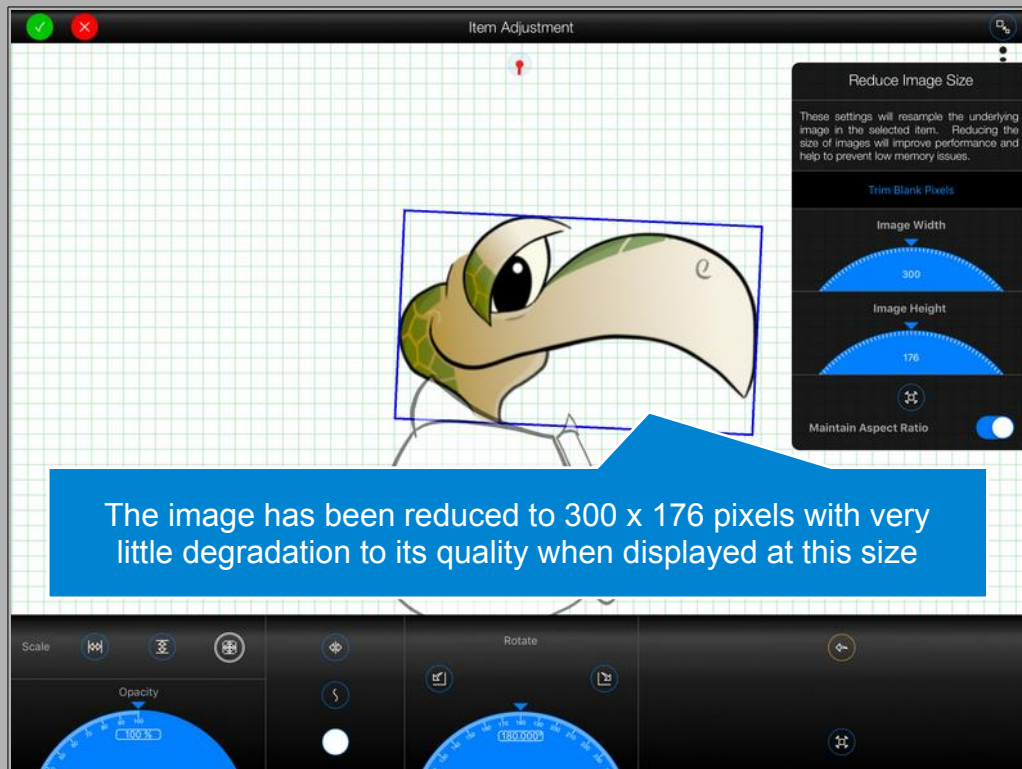 Item Adjustment
Reduce Image Size
These settings will resample the underlying
image in the selected item. Reducing the
size of images will improve performance and
help to prevent low memory issues.
Trim Blank Pixels
Image Width
300
Image Height
176
Maintain Aspect Ratio
The image has been reduced to 300 x 176 pixels with very
little degradation to its quality when displayed at this size
Scale
Opacity
100 %
Rotate
180.000°